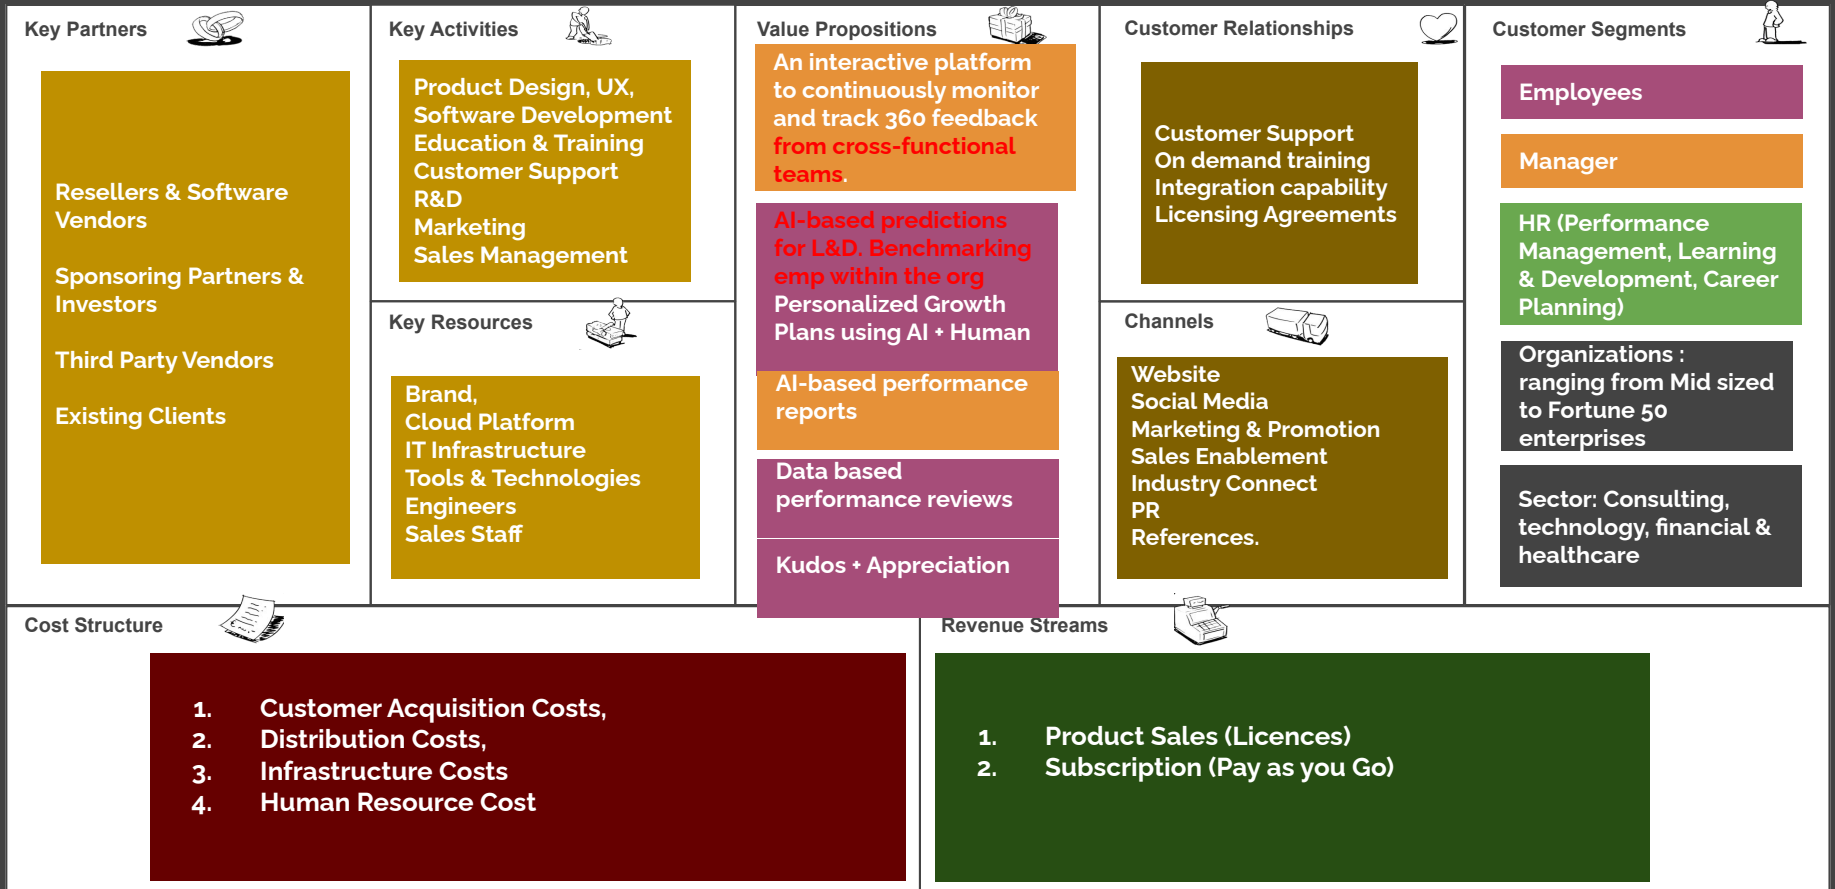 Key Partners
Resellers & Software
Vendors
Sponsoring Partners &
Investors
Third Party Vendors
Existing Clients
Key Activities
Product Design, UX,
Software Development
Education & Training
Customer Support
R&D
Marketing
Sales Management
Key Resources
Brand,
Cloud Platform
IT Infrastructure
Tools & Technologies
Engineers
Sales Staff
Value Propositions
An interactive platform
to continuously monitor
and track 360 feedback
from cross-functional
teams.
AI-based predictions
for L&D. Benchmarking
emp within the org
Personalized Growth
Plans using AI + Human
AI-based performance
reports
Data based
performance reviews
Kudos + Appreciation
Customer Relationships
Customer Support
On demand training
Integration capability
Licensing Agreements
Channels
Website
Social Media
Marketing & Promotion
Sales Enablement
Industry Connect
PR
References.
Customer Segments
Employees
Manager
HR (Performance
Management, Learning
& Development, Career
Planning)
Organizations :
ranging from Mid sized
to Fortune 50
enterprises
Sector: Consulting,
technology, financial &
healthcare
Cost Structure
1. Customer Acquisition Costs,
2. Distribution Costs,
3. Infrastructure Costs
4. Human Resource Cost
Revenue Streams
1. Product Sales (Licences)
2. Subscription (Pay as you Go)